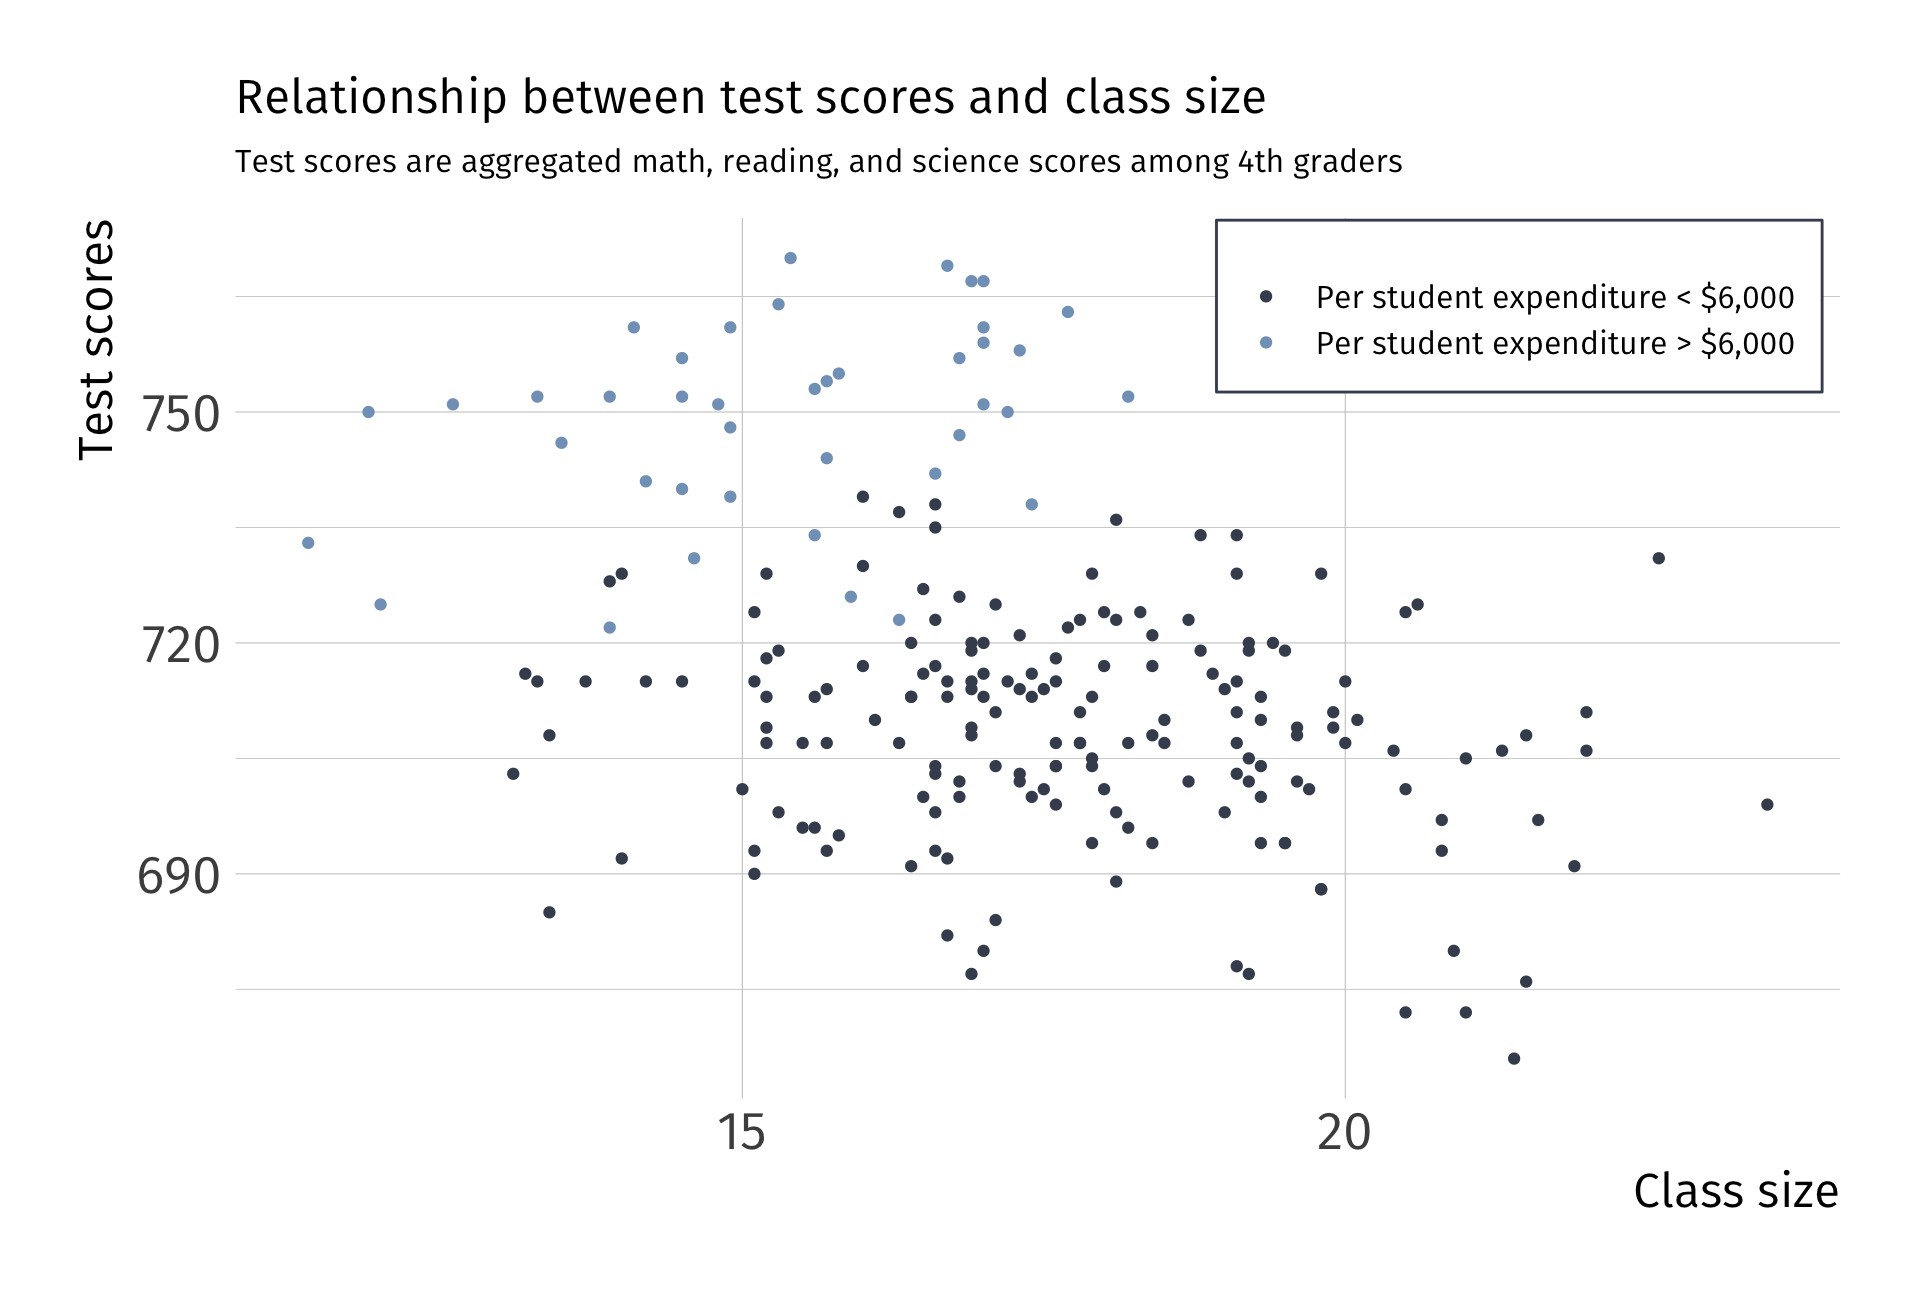 Relationship between test scores and class size
Test scores are aggregated math, reading, and science scores among 4th graders
Test scores
Per student expenditure < $6,000
Per student expenditure > $6,000
750
720
690
15
20
Class size